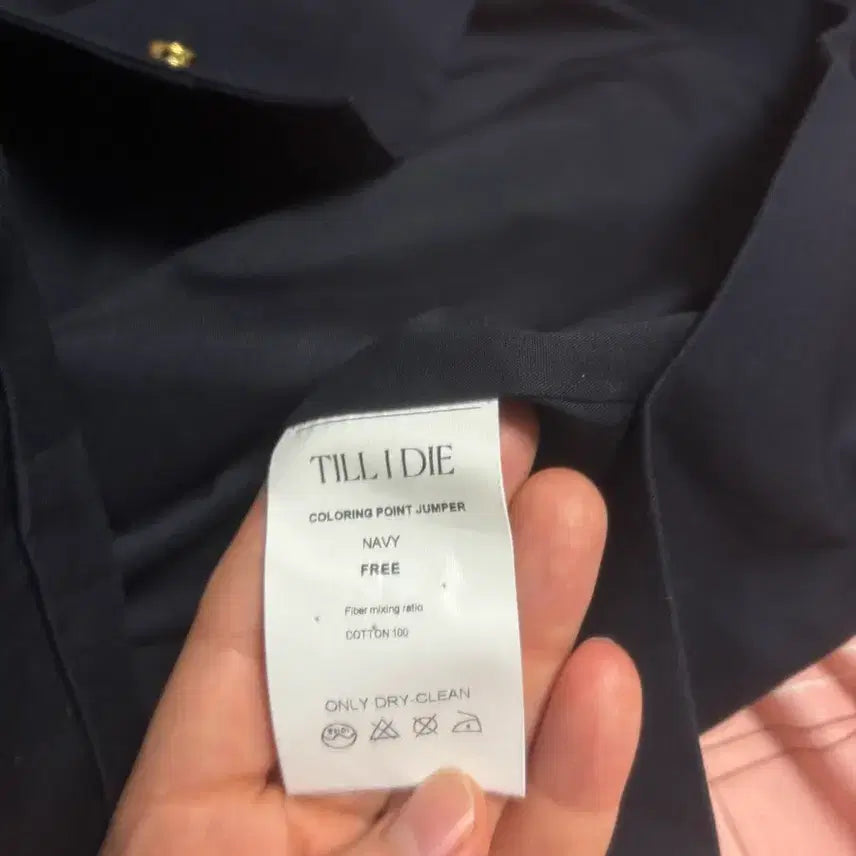 TILL I DIE
COLORING POINT JUMPER
NAVY
FREE
Fiber mixing ratio
COTTON 100
ONLY DRY-CLEAN